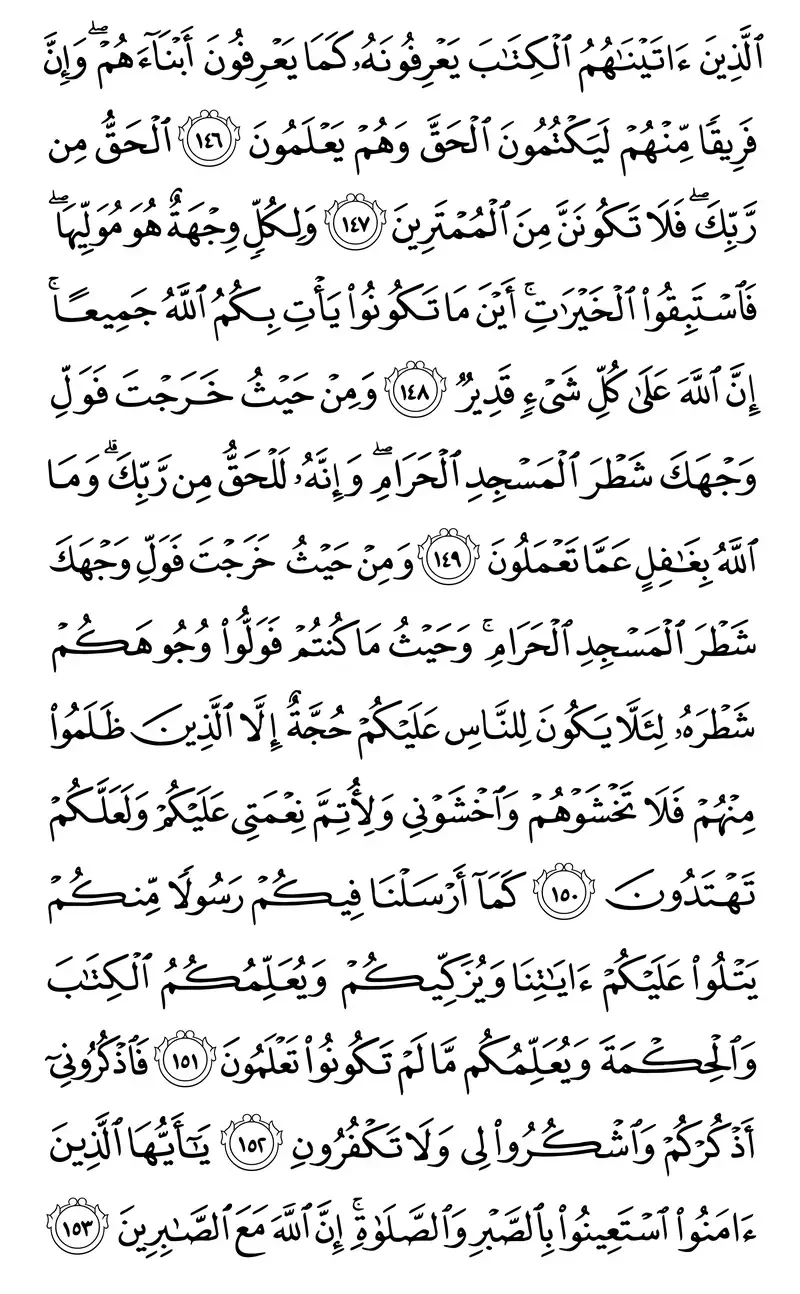 ٱلَّذِينَ ءَاتَيْنَـٰهُمُ ٱلْكِتَـٰبَ يَعْرِفُونَهُۥ كَمَا يَعْرِفُونَ أَبْنَآءَهُمْ ۖ وَإِنَّ
فَرِيقًا مِّنْهُمْ لَيَكْتُمُونَ ٱلْحَقَّ وَهُمْ يَعْلَمُونَ ١٤٦ ٱلْحَقُّ مِن
رَّبِّكَ ۖ فَلَا تَكُونَنَّ مِنَ ٱلْمُمْتَرِينَ ١٤٧ وَلِكُلٍّ وِجْهَةٌ هُوَ مُوَلِّيهَا ۖ
فَٱسْتَبِقُوا۟ ٱلْخَيْرَٰتِ ۚ أَيْنَ مَا تَكُونُوا۟ يَأْتِ بِكُمُ ٱللَّهُ جَمِيعًا ۚ
إِنَّ ٱللَّهَ عَلَىٰ كُلِّ شَىْءٍ قَدِيرٌ ١٤٨ وَمِنْ حَيْثُ خَرَجْتَ فَوَلِّ
وَجْهَكَ شَطْرَ ٱلْمَسْجِدِ ٱلْحَرَامِ ۖ وَإِنَّهُۥ لَلْحَقُّ مِن رَّبِّكَ ۗ وَمَا
ٱللَّهُ بِغَـٰفِلٍ عَمَّا تَعْمَلُونَ ١٤٩ وَمِنْ حَيْثُ خَرَجْتَ فَوَلِّ وَجْهَكَ
شَطْرَ ٱلْمَسْجِدِ ٱلْحَرَامِ ۚ وَحَيْثُ مَا كُنتُمْ فَوَلُّوا۟ وُجُوهَكُمْ
شَطْرَهُۥ لِئَلَّا يَكُونَ لِلنَّاسِ عَلَيْكُمْ حُجَّةٌ إِلَّا ٱلَّذِينَ ظَلَمُوا۟
مِنْهُمْ فَلَا تَخْشَوْهُمْ وَٱخْشَوْنِى وَلِأُتِمَّ نِعْمَتِى عَلَيْكُمْ وَلَعَلَّكُمْ
تَهْتَدُونَ ١٥٠ كَمَآ أَرْسَلْنَا فِيكُمْ رَسُولًا مِّنكُمْ
يَتْلُوا۟ عَلَيْكُمْ ءَايَـٰتِنَا وَيُزَكِّيكُمْ وَيُعَلِّمُكُمُ ٱلْكِتَـٰبَ
وَٱلْحِكْمَةَ وَيُعَلِّمُكُم مَّا لَمْ تَكُونُوا۟ تَعْلَمُونَ ١٥١ فَٱذْكُرُونِىٓ
أَذْكُرْكُمْ وَٱشْكُرُوا۟ لِى وَلَا تَكْفُرُونِ ١٥٢ يَـٰٓأَيُّهَا ٱلَّذِينَ
ءَامَنُوا۟ ٱسْتَعِينُوا۟ بِٱلصَّبْرِ وَٱلصَّلَوٰةِ ۚ إِنَّ ٱللَّهَ مَعَ ٱلصَّـٰبِرِينَ ١٥٣